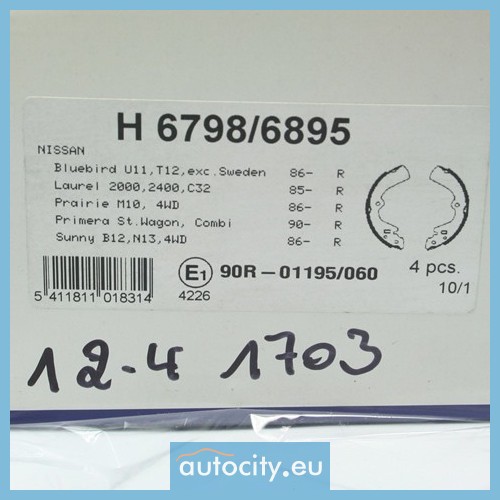 H 6798/6895
NISSAN
Bluebird U11,T12,exc.Sweden 86- R
Laurel 2000,2400,C32 85- R
Prairie M10, 4WD 86- R
Primera St.Wagon, Combi 90- R
Sunny B12,N13,4WD 86- R
5 411811 018314
E1 90R-01195/060
4226
4 pcs.
10/1
12-4 1703
autocity.eu